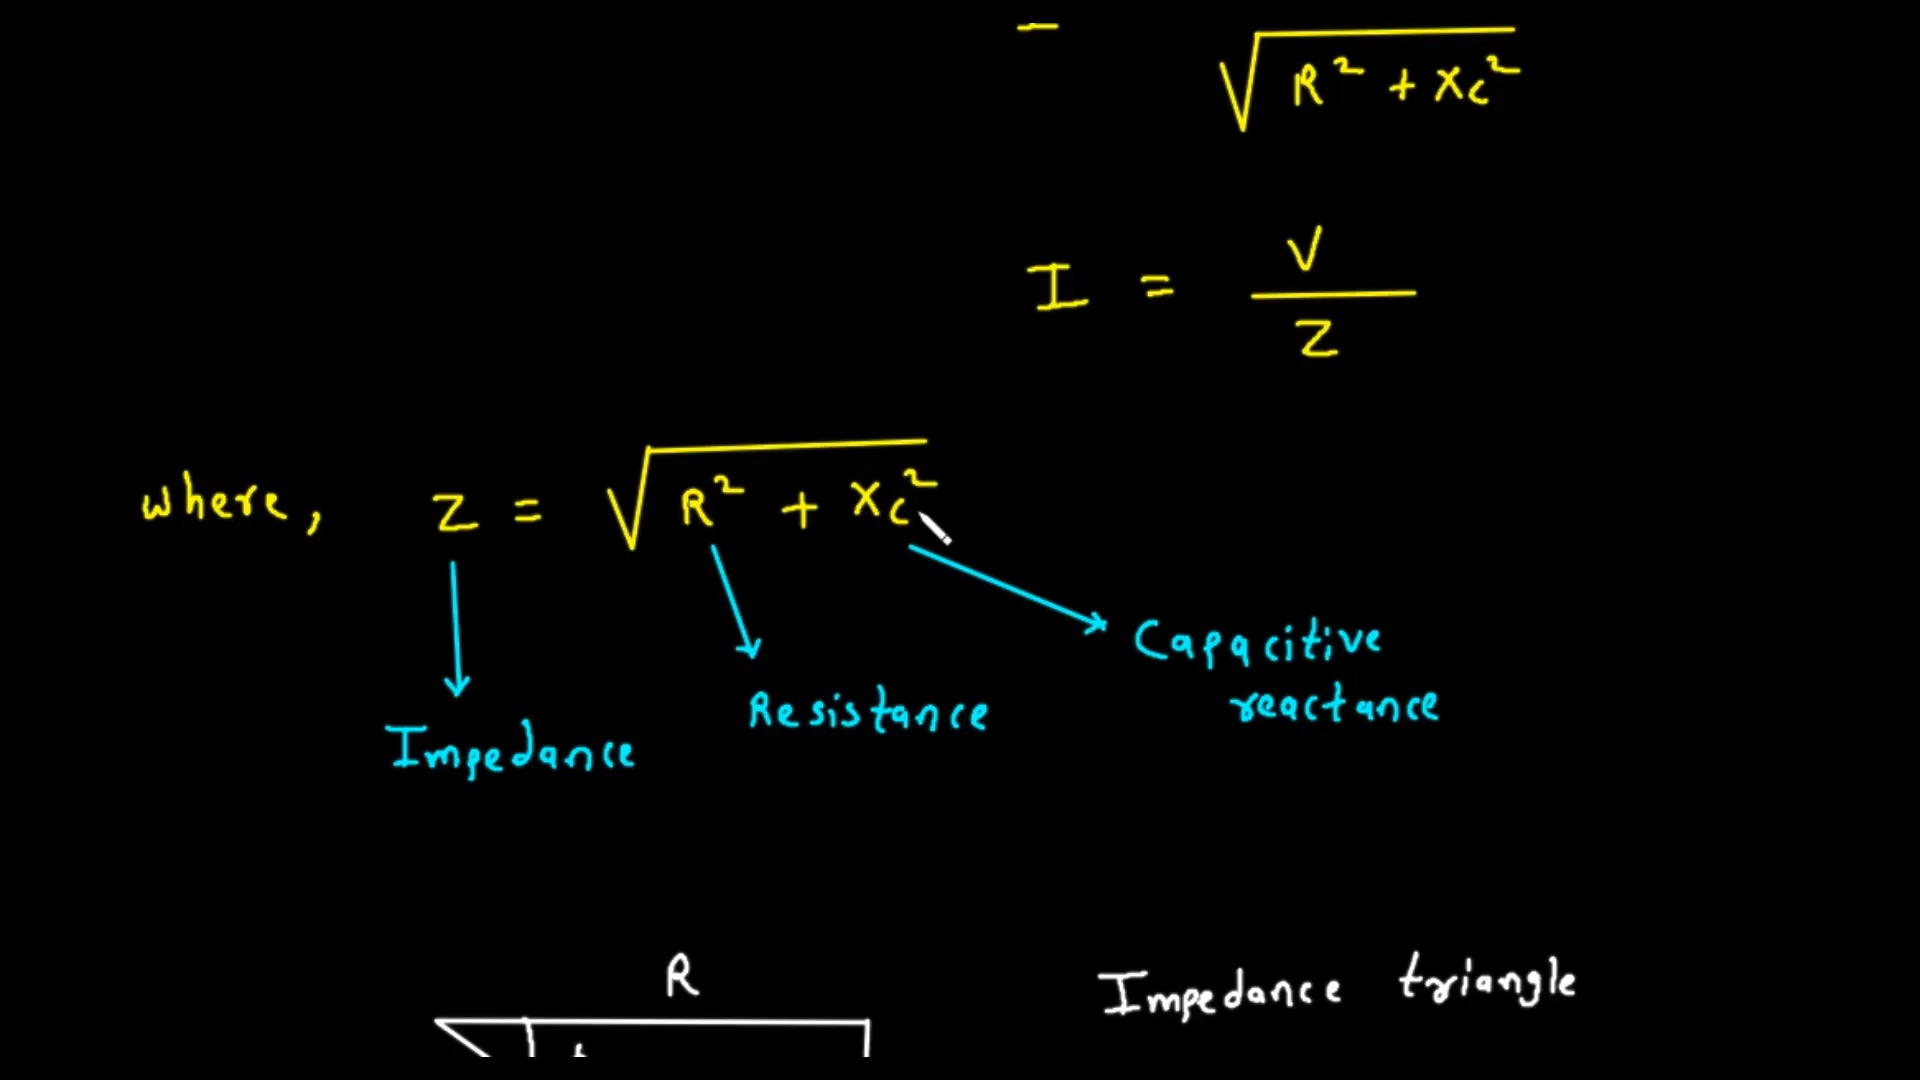 √R² + Xc²
I = V/Z
where, Z = √R² + Xc²
Impedance
Resistance
Capacitive
reactance
R
Impedance triangle